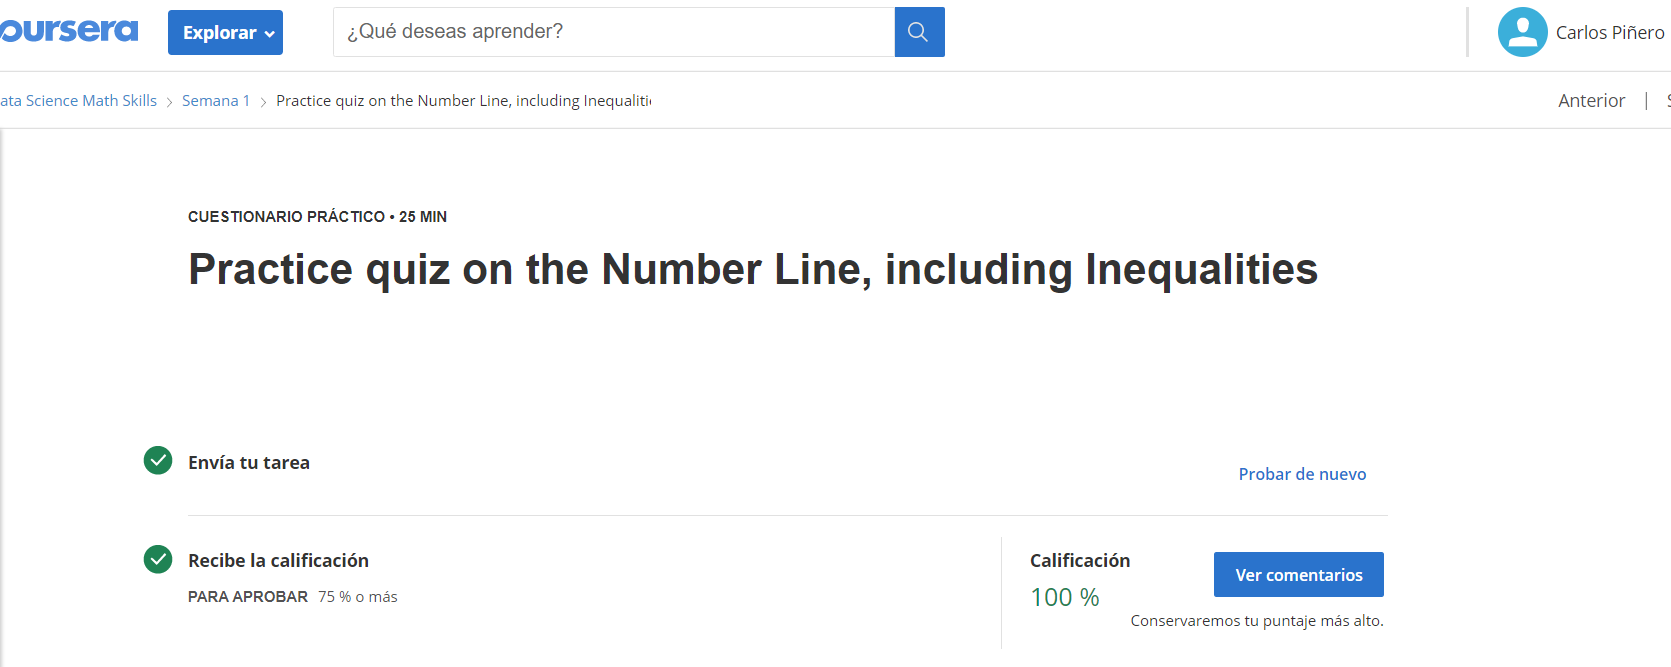 oursera
Explorar
¿Qué deseas aprender?
Carlos Piñero
ata Science Math Skills > Semana 1 > Practice quiz on the Number Line, including Inequaliti
Anterior |
CUESTIONARIO PRÁCTICO • 25 MIN
Practice quiz on the Number Line, including Inequalities
Envía tu tarea
Probar de nuevo
Recibe la calificación
Calificación
Ver comentarios
PARA APROBAR 75 % o más
100 %
Conservaremos tu puntaje más alto.